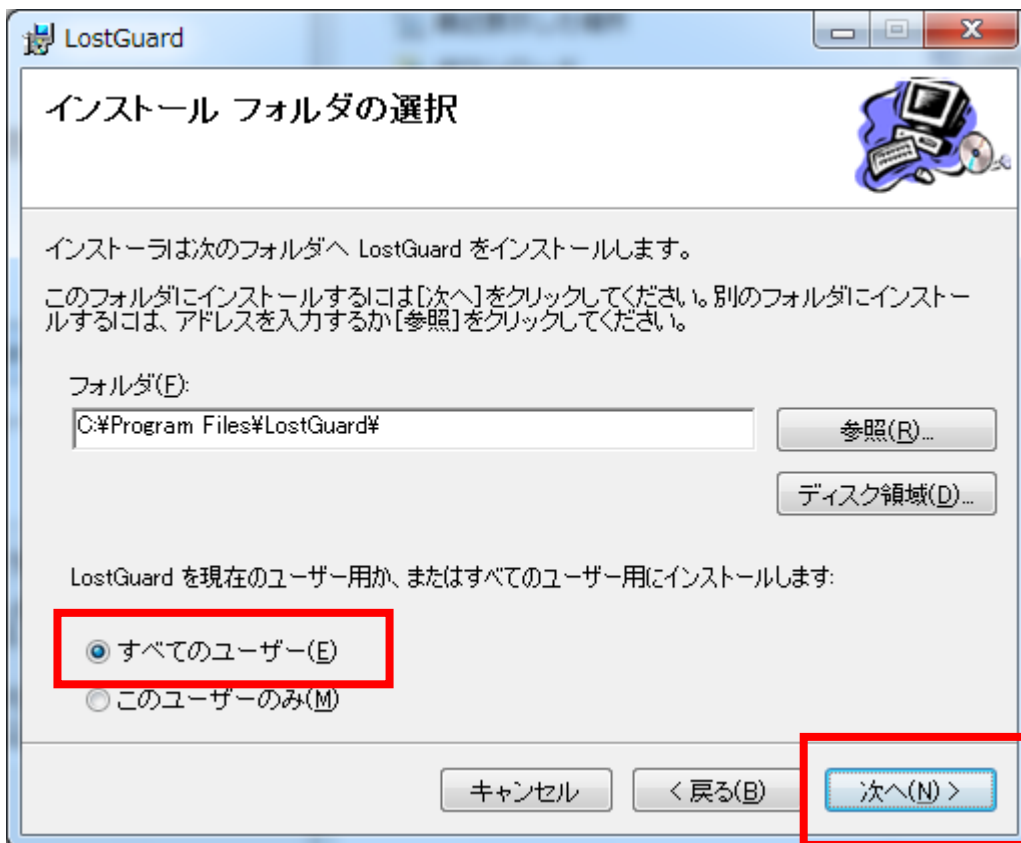 LostGuard
インストール フォルダの選択
インストーラは次のフォルダへ LostGuard をインストールします。
このフォルダにインストールするには[次へ]をクリックしてください。別のフォルダにインストー
ルするには、アドレスを入力するか[参照]をクリックしてください。
フォルダ(F):
C:¥Program Files¥LostGuard¥
参照(R)...
ディスク領域(D)...
LostGuard を現在のユーザー用か、またはすべてのユーザー用にインストールします:
すべてのユーザー(E)
このユーザーのみ(M)
キャンセル
< 戻る(B)
次へ(N) >